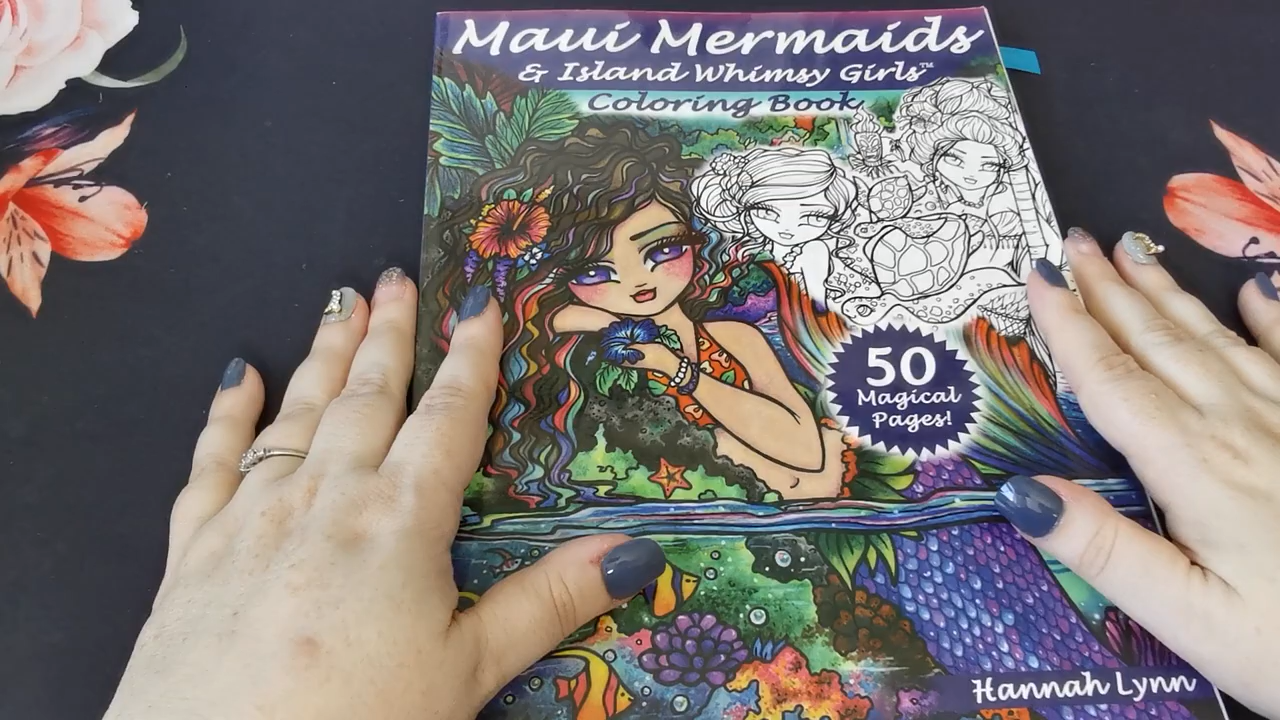 Maui Mermaids
& Island Whimsy Girls™
Coloring Book
50
Magical
Pages!
Hannah Lynn